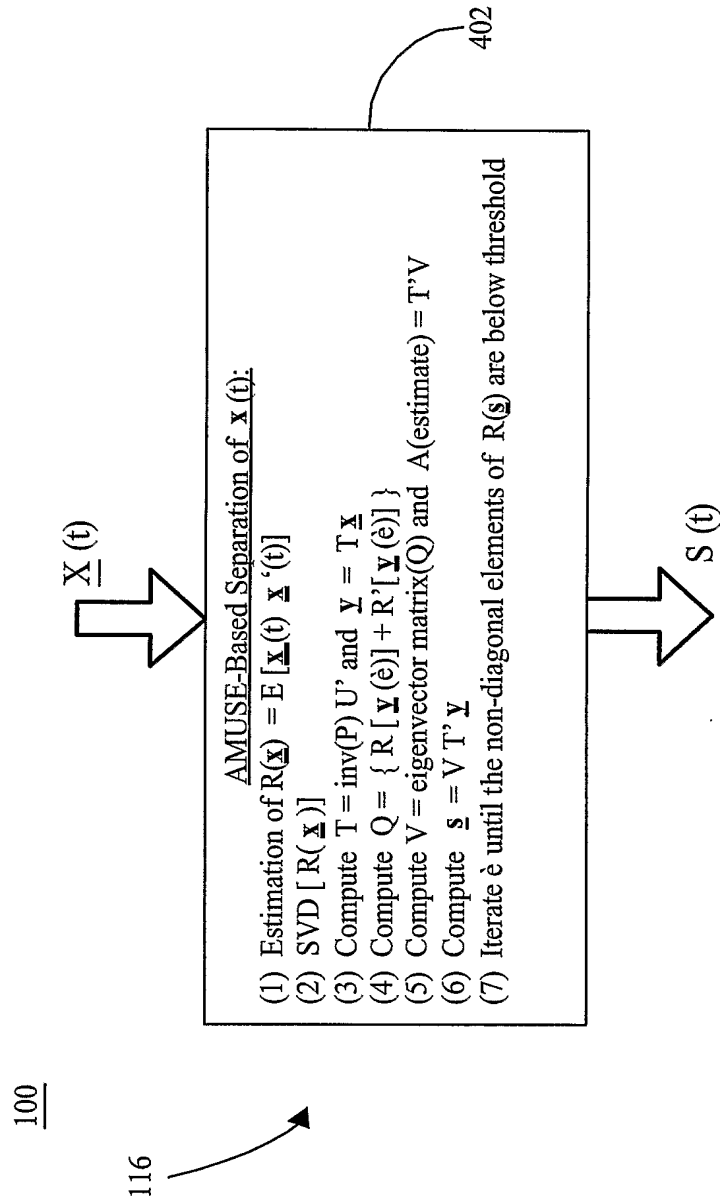 100
116
X (t)
AMUSE-Based Separation of x (t):
(1) Estimation of R(x) = E [x (t) x ‘(t)]
(2) SVD [ R( x )]
(3) Compute T = inv(P) U’ and y = T x
(4) Compute Q = { R [ y (è)] + R’[ y (è)] }
(5) Compute V = eigenvector matrix(Q) and A(estimate) = T’V
(6) Compute s = V T’ y
(7) Iterate è until the non-diagonal elements of R(s) are below threshold
402
S (t)